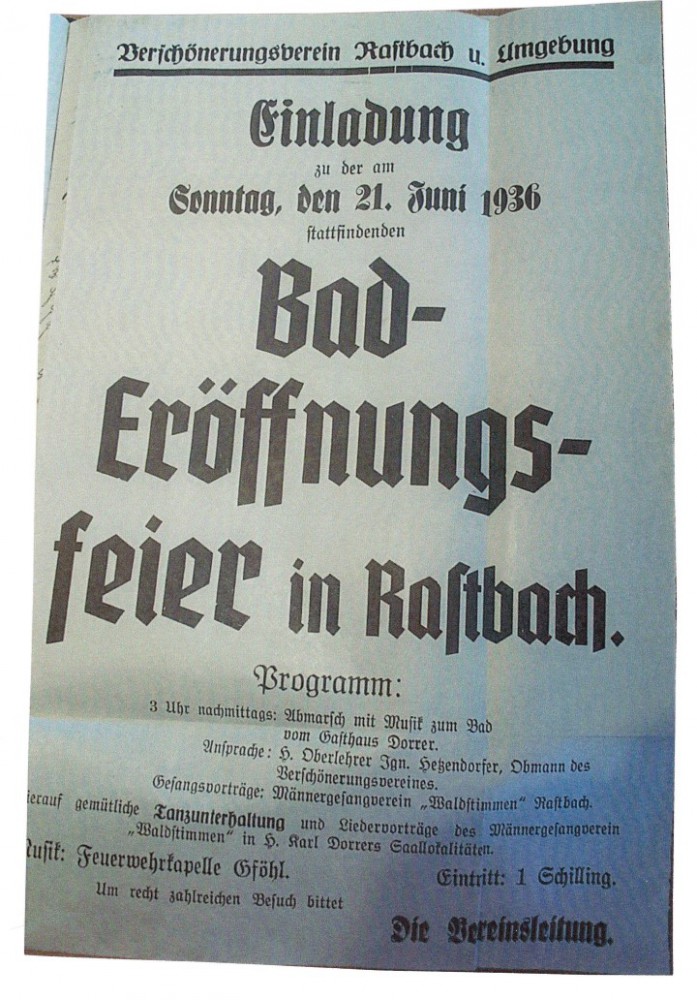 Verschönerungsverein Rastbach u. Umgebung
Einladung
zu der am
Sonntag, den 21. Juni 1936
stattfindenden
Bad-
Eröffnungs-
feier in Rastbach.
Programm:
3 Uhr nachmittags: Abmarsch mit Musik zum Bad
vom Gasthaus Dorrer.
Ansprache: H. Oberlehrer Ign. Hetzendorfer, Obmann des
Verschönerungsvereines.
Gesangsvorträge: Männergesangverein „Waldstimmen" Rastbach.
ierauf gemütliche Tanzunterhaltung und Liedervorträge des Männergesangverein
„Waldstimmen" in H. Karl Dorrers Saallokalitäten.
Musik: Feuerwehrkapelle Gföhl.
Eintritt: 1 Schilling.
Um recht zahlreichen Besuch bittet
Die Vereinsleitung.